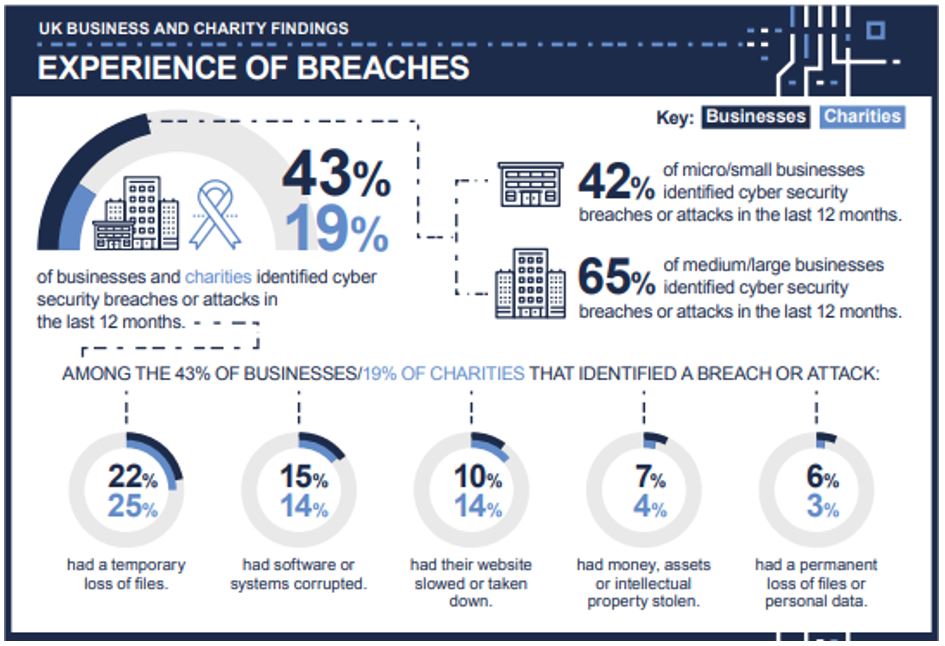 UK BUSINESS AND CHARITY FINDINGS
EXPERIENCE OF BREACHES
Key: Businesses Charities
43%
19%
of businesses and charities identified cyber
security breaches or attacks in
the last 12 months.
42% of micro/small businesses
identified cyber security
breaches or attacks in the last 12 months.
65% of medium/large businesses
identified cyber security
breaches or attacks in the last 12 months.
AMONG THE 43% OF BUSINESSES/19% OF CHARITIES THAT IDENTIFIED A BREACH OR ATTACK:
22%
25%
had a temporary
loss of files.
15%
14%
had software or
systems corrupted.
10%
14%
had their website
slowed or taken
down.
7%
4%
had money, assets
or intellectual
property stolen.
6%
3%
had a permanent
loss of files or
personal data.